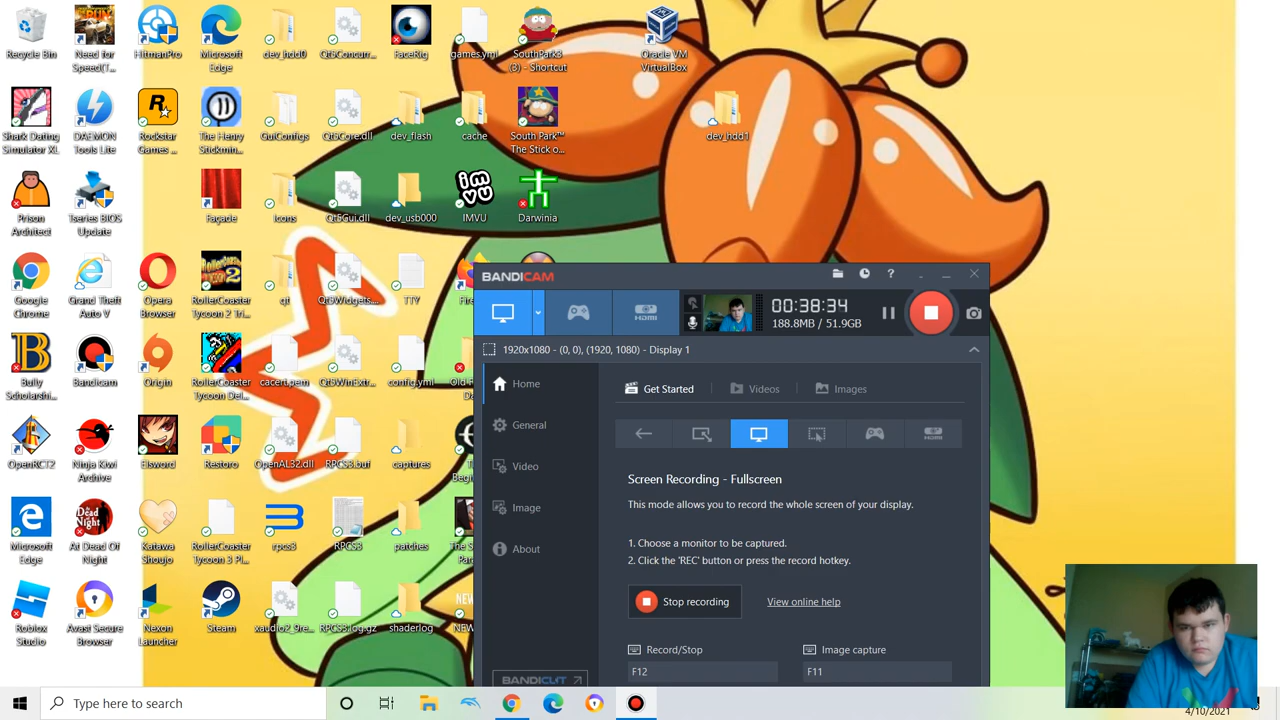 Recycle Bin
Need for Speed(T...
HitmanPro
Microsoft Edge
dev_hdd0
Qt5Concurr...
FaceRig
games.yml
SouthPark3 (3) - Shortcut
Oracle VM VirtualBox
Shark Dating Simulator XL
DAEMON Tools Lite
Rockstar Games ...
The Henry Stickmin...
GuiConfigs
Qt5Core.dll
dev_flash
cache
South Park™ The Stick o...
dev_hdd1
Prison Architect
Tseries BIOS Update
Façade
Icons
Qt5Gui.dll
dev_usb000
IMVU
Darwinia
Google Chrome
Grand Theft Auto V
Opera Browser
RollerCoaster Tycoon 2 Tri...
qt
Qt5Widgets...
TTY
Fire
BANDICAM
00:38:34
188.8MB / 51.9GB
1920x1080 - (0, 0), (1920, 1080) - Display 1
Bully Scholarshi...
Bandicam
Origin
RollerCoaster Tycoon Del...
cacert.pem
Qt5WinExtr...
config.yml
Home
Get Started
Videos
Images
General
OpenRCT2
Ninja Kiwi Archive
Elsword
Restoro
OpenAL32.dll
RPCS3.buf
captures
Video
Screen Recording - Fullscreen
This mode allows you to record the whole screen of your display.
Image
1. Choose a monitor to be captured.
2. Click the 'REC' button or press the record hotkey.
About
Microsoft Edge
At Dead Of Night
Katawa Shoujo
RollerCoaster Tycoon 3 Pl...
rpcs3
RPCS3
patches
Stop recording
View online help
Roblox Studio
Avast Secure Browser
Nexon Launcher
Steam
xaudio2_9re...
RPCS3.log.gz
shaderlog
NEW
Record/Stop
Image capture
F12
F11
BANDICUT
Type here to search
4/10/2021